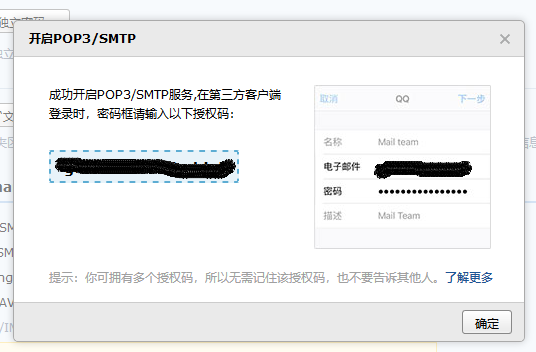 开启POP3/SMTP
成功开启POP3/SMTP服务,在第三方客户端
登录时，密码框请输入以下授权码：
取消 QQ 下一步
名称 Mail team
电子邮件
密码 ●●●●●●●●●●●●●●●●
描述 Mail Team
提示：你可拥有多个授权码，所以无需记住该授权码，也不要告诉其他人。了解更多
确定